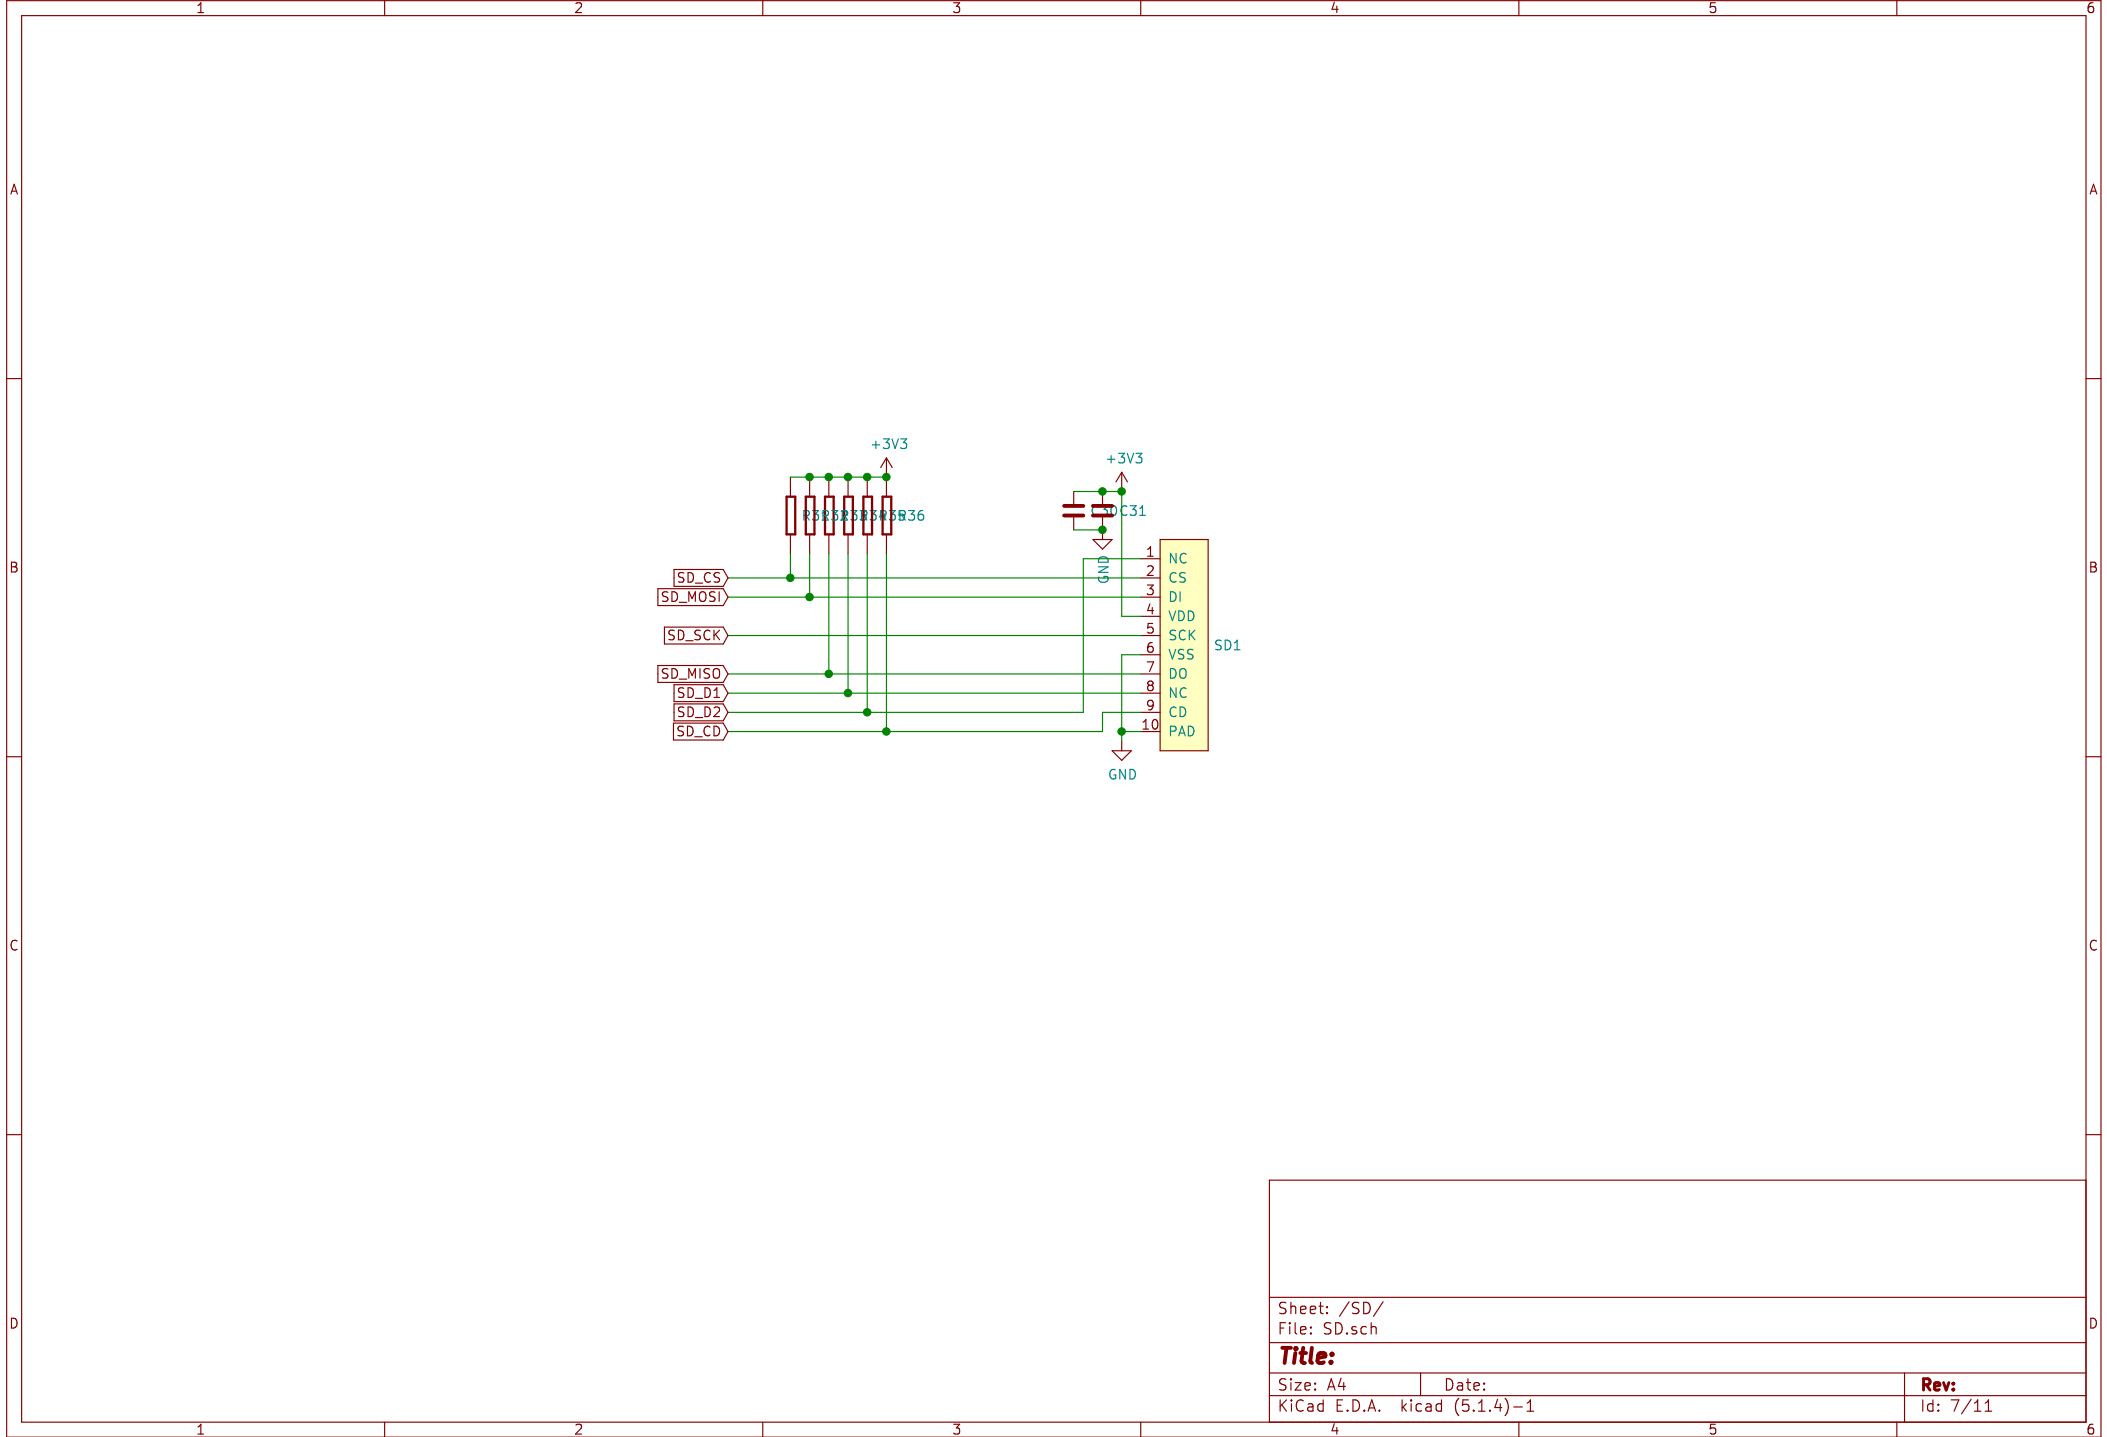 1 2 3 4 5 6
A A
+3V3
+3V3
R36
C31
GND
1 NC
B B
SD_CS 2 CS
SD_MOSI 3 DI
4 VDD
SD_SCK 5 SCK
SD1
6 VSS
SD_MISO 7 DO
SD_D1 8 NC
SD_D2 9 CD
SD_CD 10 PAD
GND
C C
Sheet: /SD/
File: SD.sch
D D
Title:
Size: A4 Date: Rev:
KiCad E.D.A. kicad (5.1.4)-1 Id: 7/11
1 2 3 4 5 6